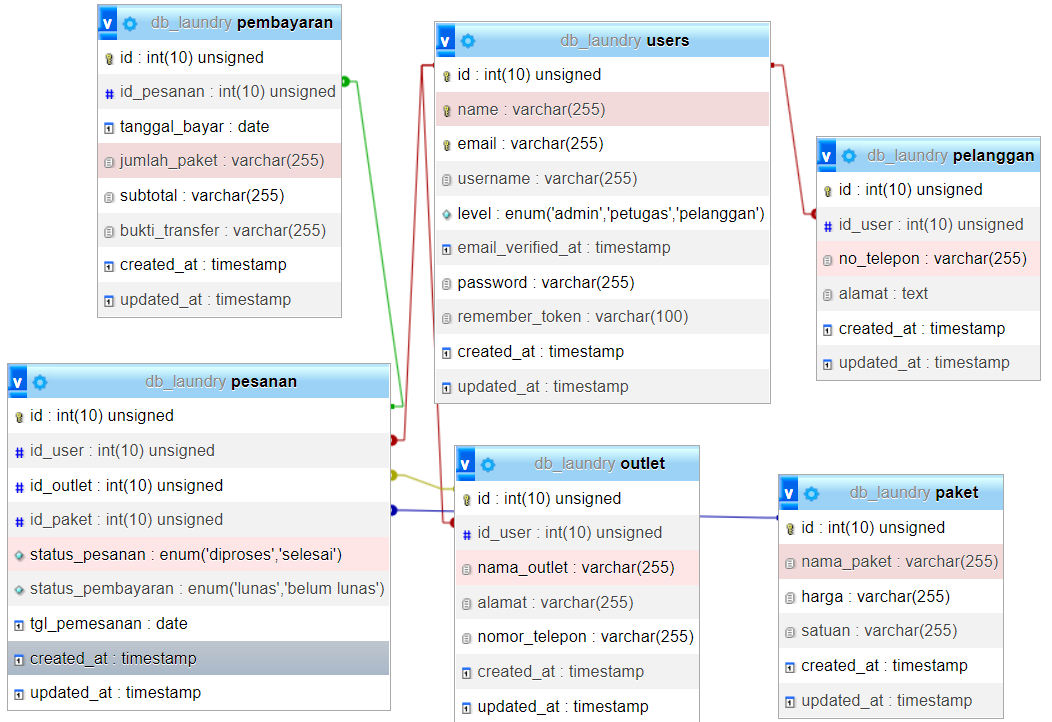 db_laundry pembayaran
id : int(10) unsigned
id_pesanan : int(10) unsigned
tanggal_bayar : date
jumlah_paket : varchar(255)
subtotal : varchar(255)
bukti_transfer : varchar(255)
created_at : timestamp
updated_at : timestamp
db_laundry users
id : int(10) unsigned
name : varchar(255)
email : varchar(255)
username : varchar(255)
level : enum('admin','petugas','pelanggan')
email_verified_at : timestamp
password : varchar(255)
remember_token : varchar(100)
created_at : timestamp
updated_at : timestamp
db_laundry pelanggan
id : int(10) unsigned
id_user : int(10) unsigned
no_telepon : varchar(255)
alamat : text
created_at : timestamp
updated_at : timestamp
db_laundry pesanan
id : int(10) unsigned
id_user : int(10) unsigned
id_outlet : int(10) unsigned
id_paket : int(10) unsigned
status_pesanan : enum('diproses','selesai')
status_pembayaran : enum('lunas','belum lunas')
tgl_pemesanan : date
created_at : timestamp
updated_at : timestamp
db_laundry outlet
id : int(10) unsigned
id_user : int(10) unsigned
nama_outlet : varchar(255)
alamat : varchar(255)
nomor_telepon : varchar(255)
created_at : timestamp
updated_at : timestamp
db_laundry paket
id : int(10) unsigned
nama_paket : varchar(255)
harga : varchar(255)
satuan : varchar(255)
created_at : timestamp
updated_at : timestamp